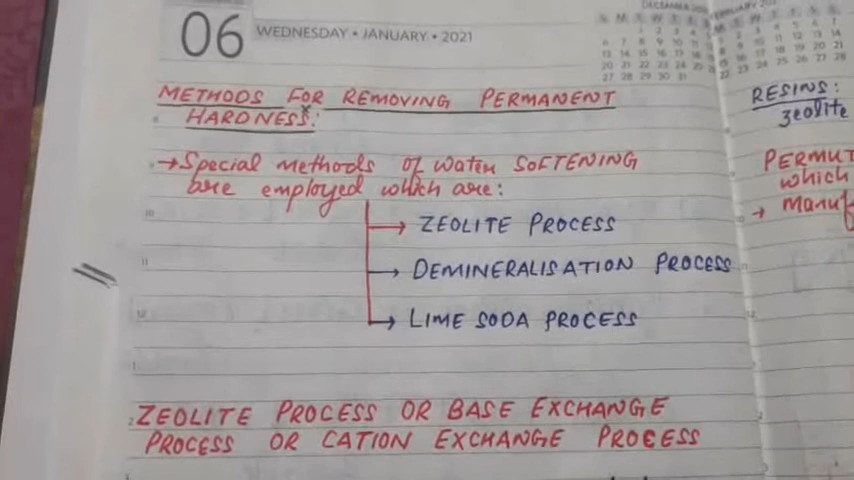 06 WEDNESDAY • JANUARY • 2021
METHODS FOR REMOVING PERMANENT
HARDNESS:
→ Special methods of water SOFTENING
are employed which are:
→ ZEOLITE PROCESS
→ DEMINERALISATION PROCESS
→ LIME SODA PROCESS
ZEOLITE PROCESS OR BASE EXCHANGE
PROCESS OR CATION EXCHANGE PROCESS
RESINS:
zeolite
PERMUT
which
→ manuf